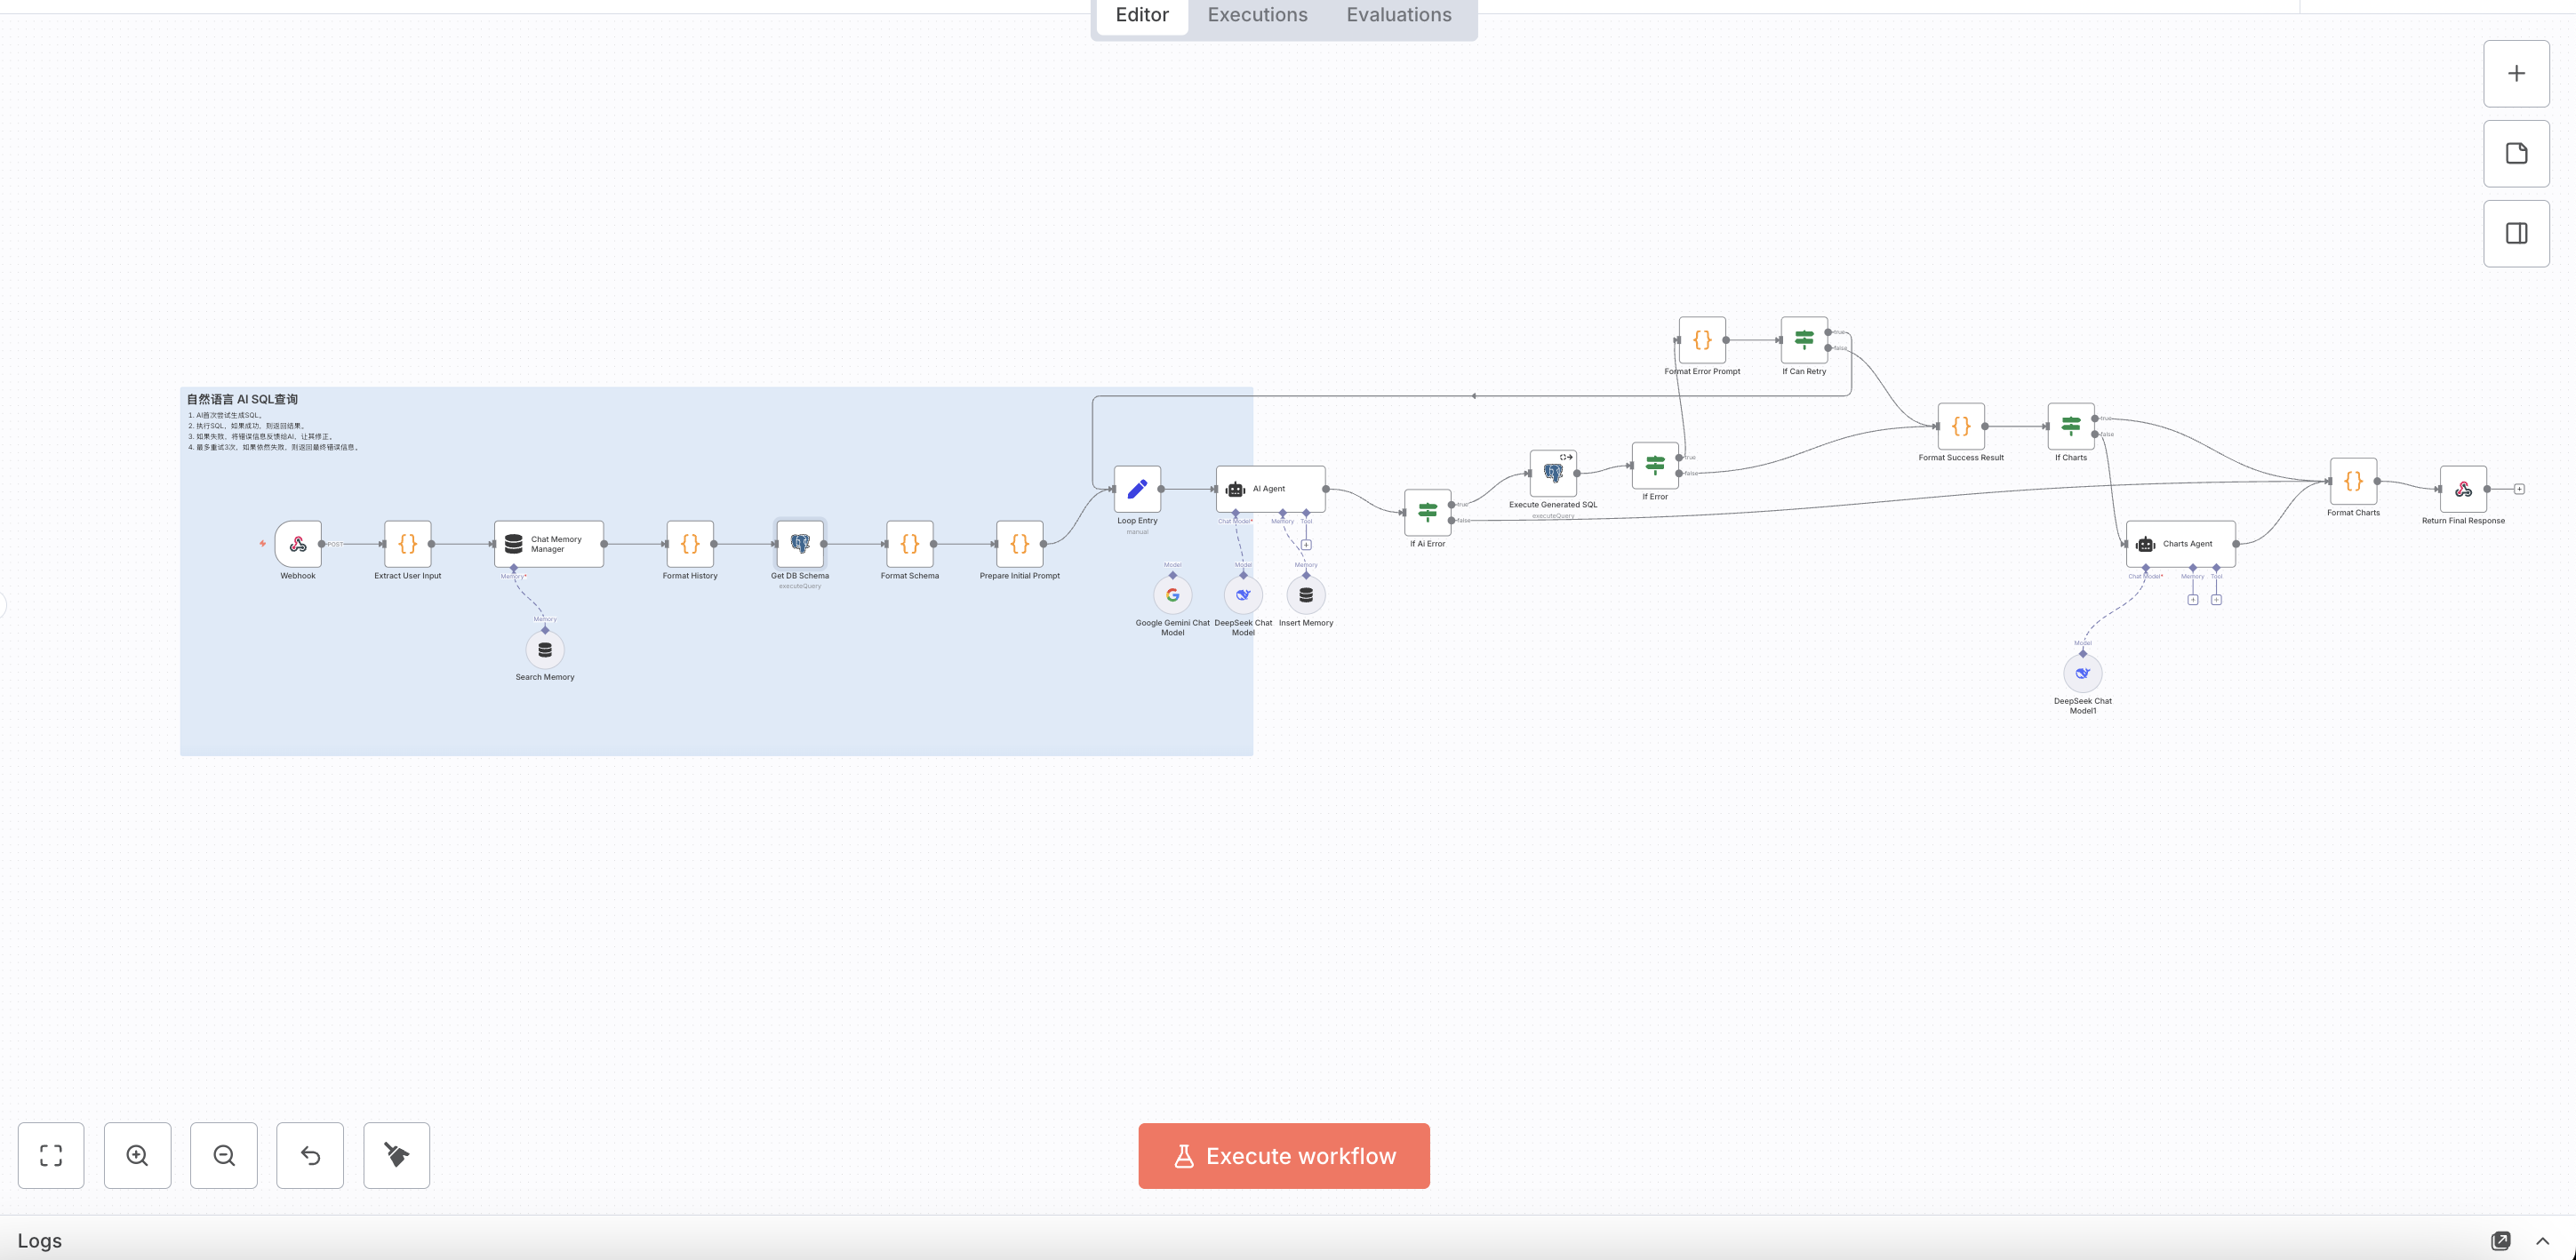 Editor Executions Evaluations
自然语言 AI SQL查询
1. AI首次尝试生成SQL。
2. 执行SQL，如果成功，则返回结果。
3. 如果失败，将错误信息反馈给AI，让其修正。
4. 最多重试3次，如果依然失败，则返回最终错误信息。
Webhook
POST
Extract User Input
Chat Memory
Manager
Memory*
Memory
Search Memory
Format History
Get DB Schema
executeQuery
Format Schema
Prepare Initial Prompt
Loop Entry
manual
AI Agent
Chat Model*
Memory
Tool
Model
Google Gemini Chat
Model
Model
DeepSeek Chat
Model
Memory
Insert Memory
If Ai Error
true
false
Execute Generated SQL
executeQuery
If Error
true
false
Format Error Prompt
If Can Retry
true
false
Format Success Result
If Charts
true
false
Charts Agent
Chat Model*
Memory
Tool
Model
DeepSeek Chat
Model1
Format Charts
Return Final Response
Execute workflow
Logs